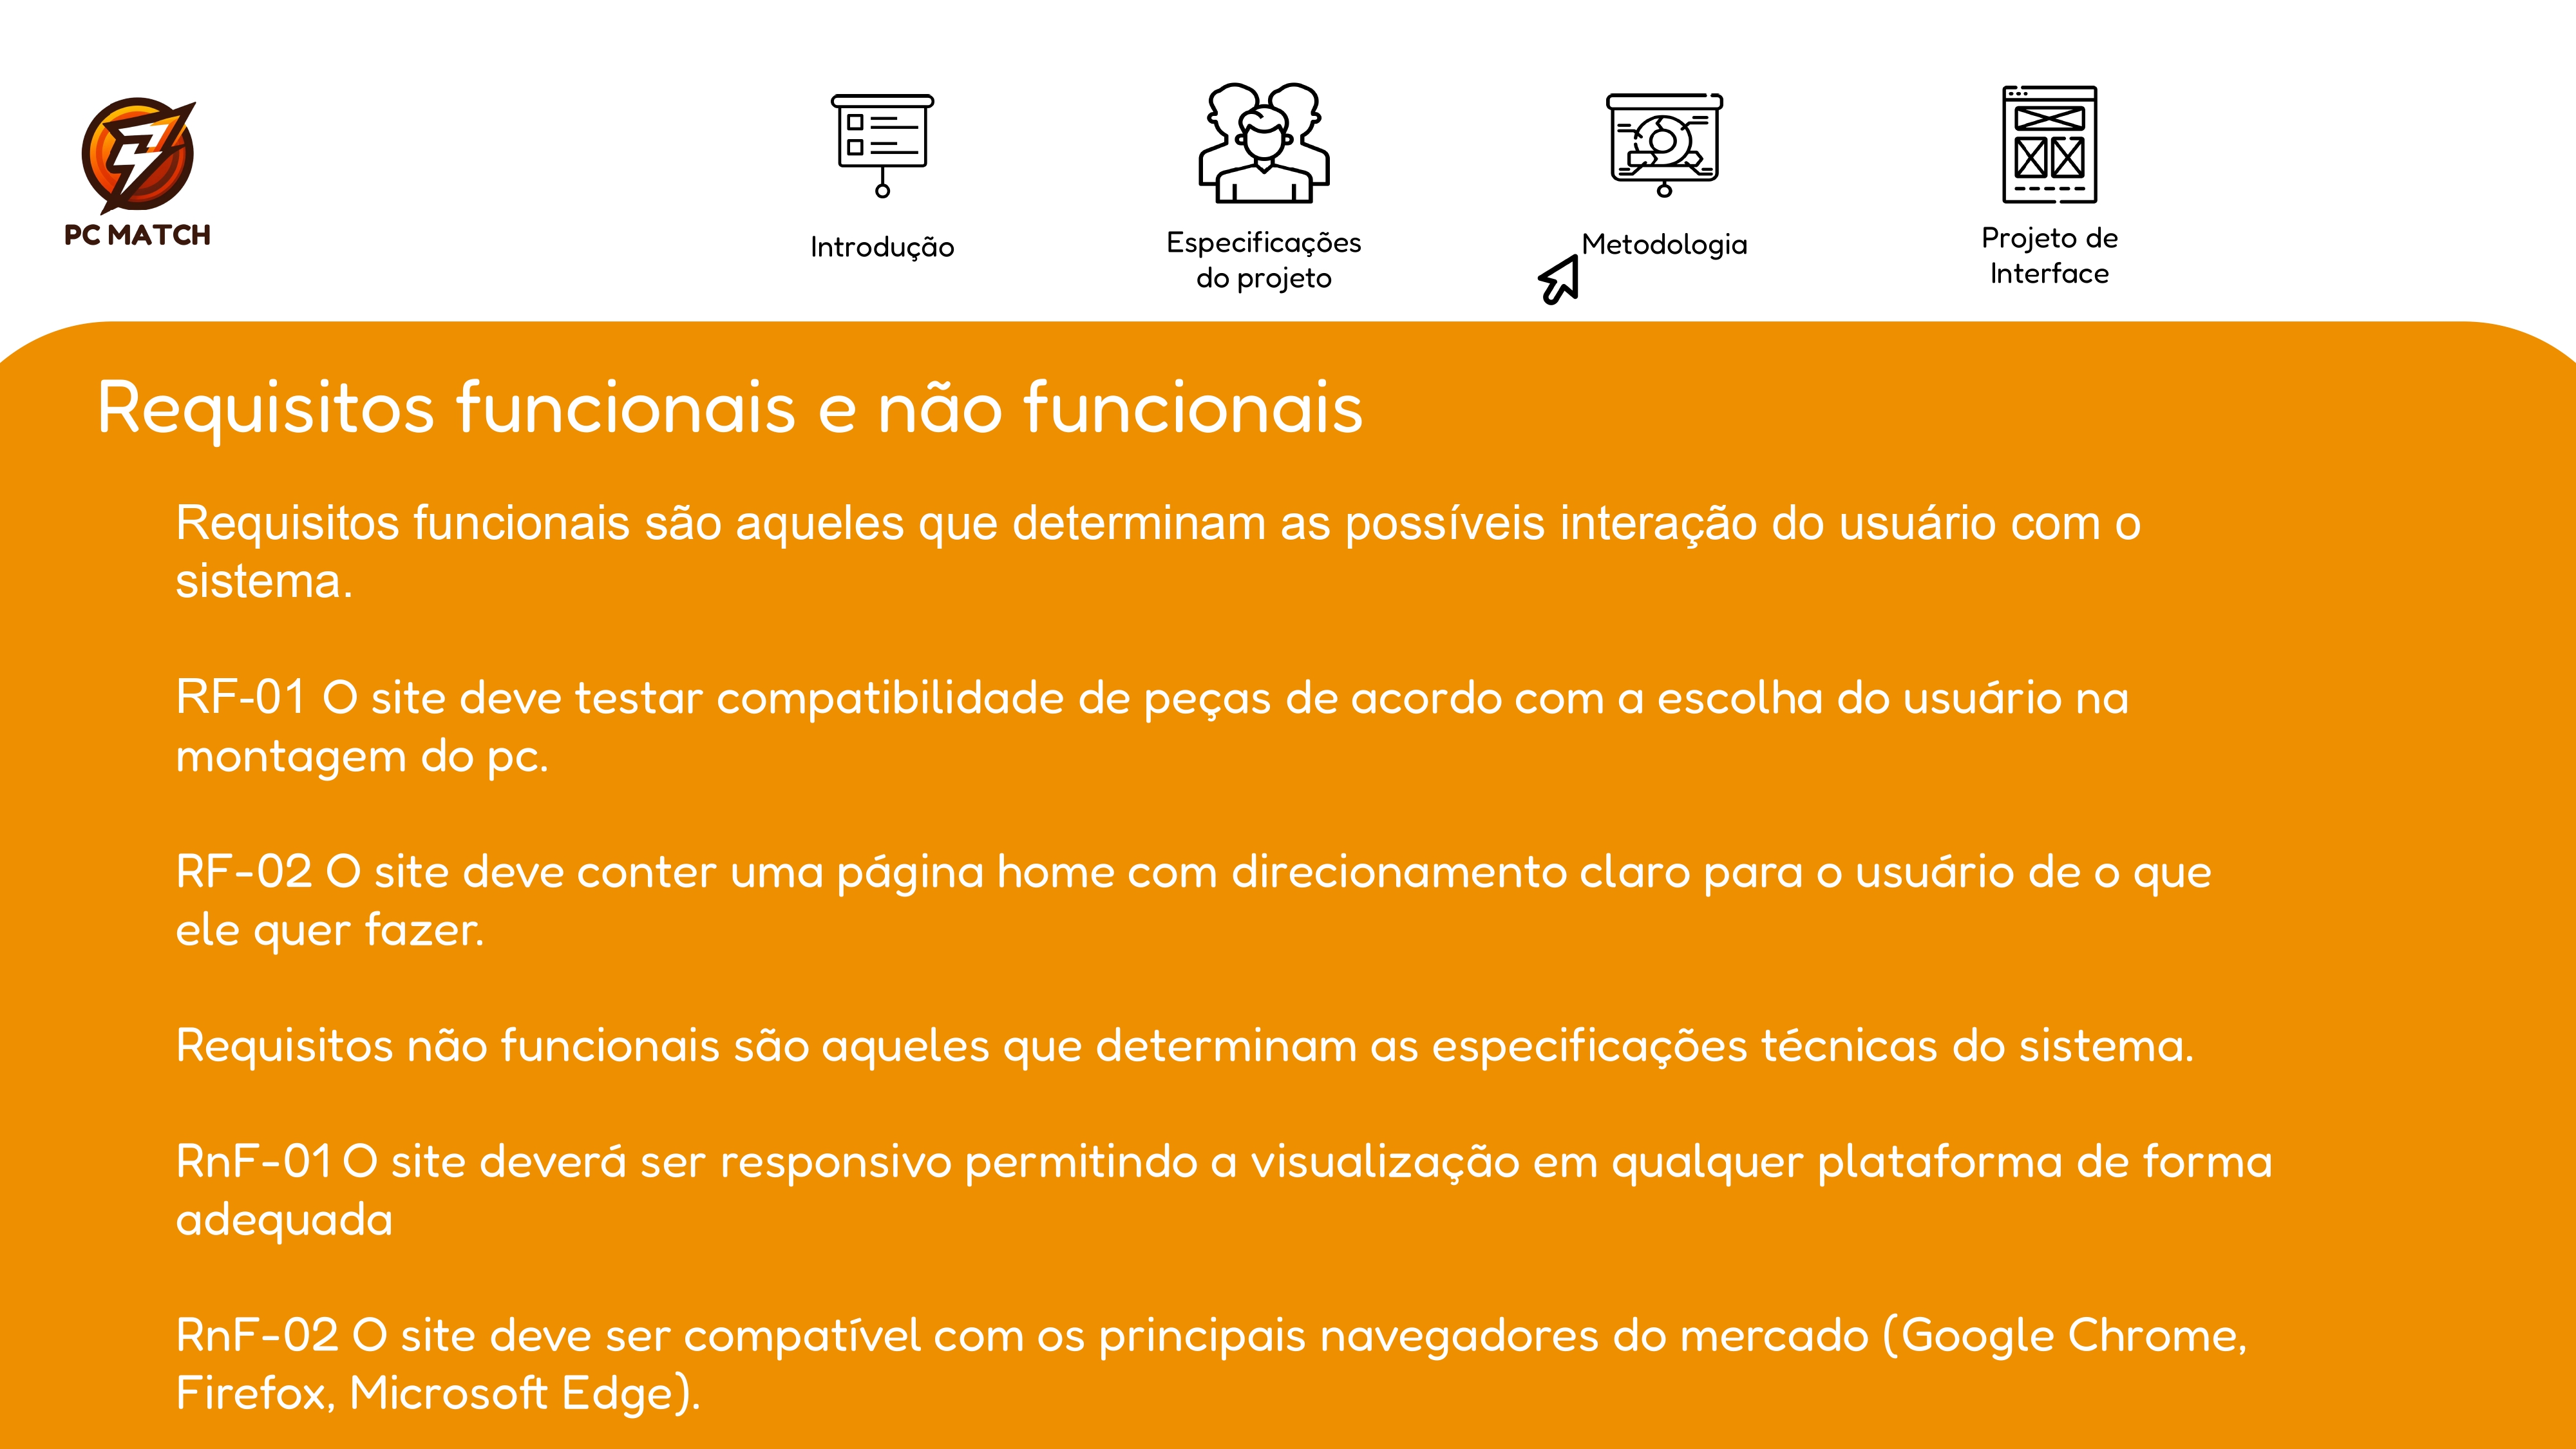 PC MATCH
Introdução
Especificações
do projeto
Metodologia
Projeto de
Interface
Requisitos funcionais e não funcionais
Requisitos funcionais são aqueles que determinam as possíveis interação do usuário com o
sistema.
RF-01 O site deve testar compatibilidade de peças de acordo com a escolha do usuário na
montagem do pc.
RF-02 O site deve conter uma página home com direcionamento claro para o usuário de o que
ele quer fazer.
Requisitos não funcionais são aqueles que determinam as especificações técnicas do sistema.
RnF-01 O site deverá ser responsivo permitindo a visualização em qualquer plataforma de forma
adequada
RnF-02 O site deve ser compatível com os principais navegadores do mercado (Google Chrome,
Firefox, Microsoft Edge).